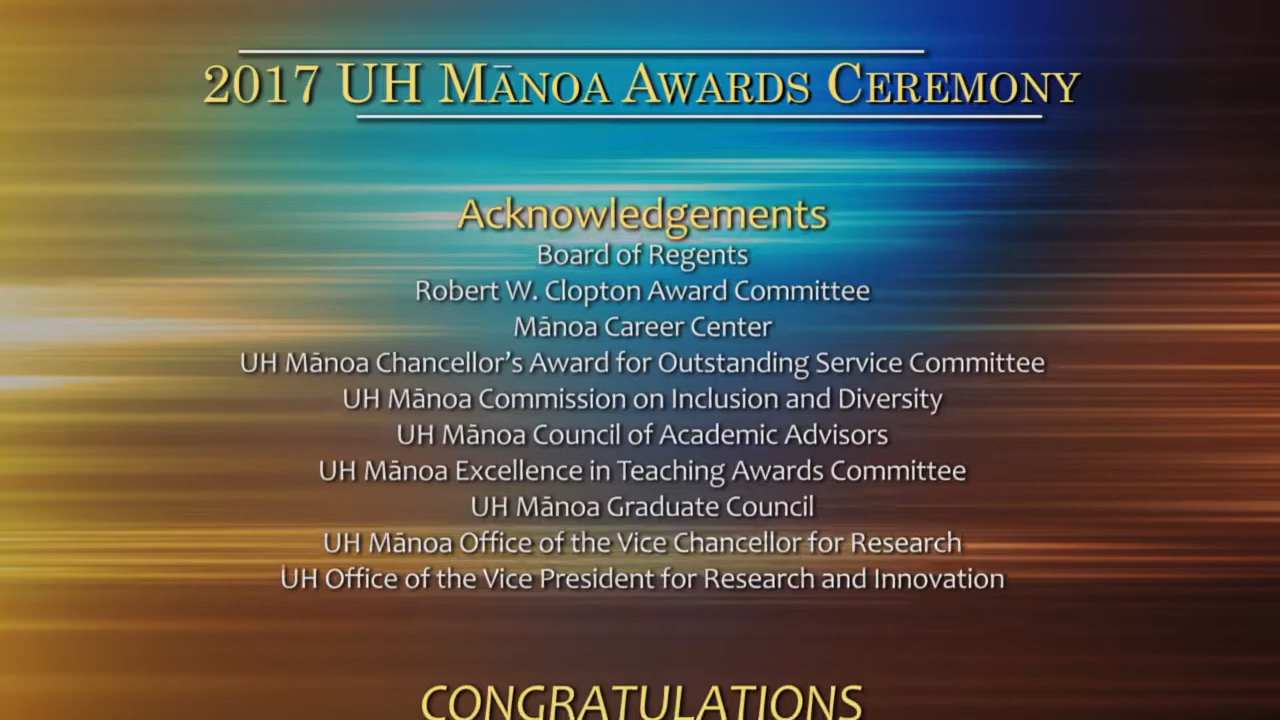 2017 UH MĀNOA AWARDS CEREMONY
Acknowledgements
Board of Regents
Robert W. Clopton Award Committee
Mānoa Career Center
UH Mānoa Chancellor’s Award for Outstanding Service Committee
UH Mānoa Commission on Inclusion and Diversity
UH Mānoa Council of Academic Advisors
UH Mānoa Excellence in Teaching Awards Committee
UH Mānoa Graduate Council
UH Mānoa Office of the Vice Chancellor for Research
UH Office of the Vice President for Research and Innovation
CONGRATULATIONS